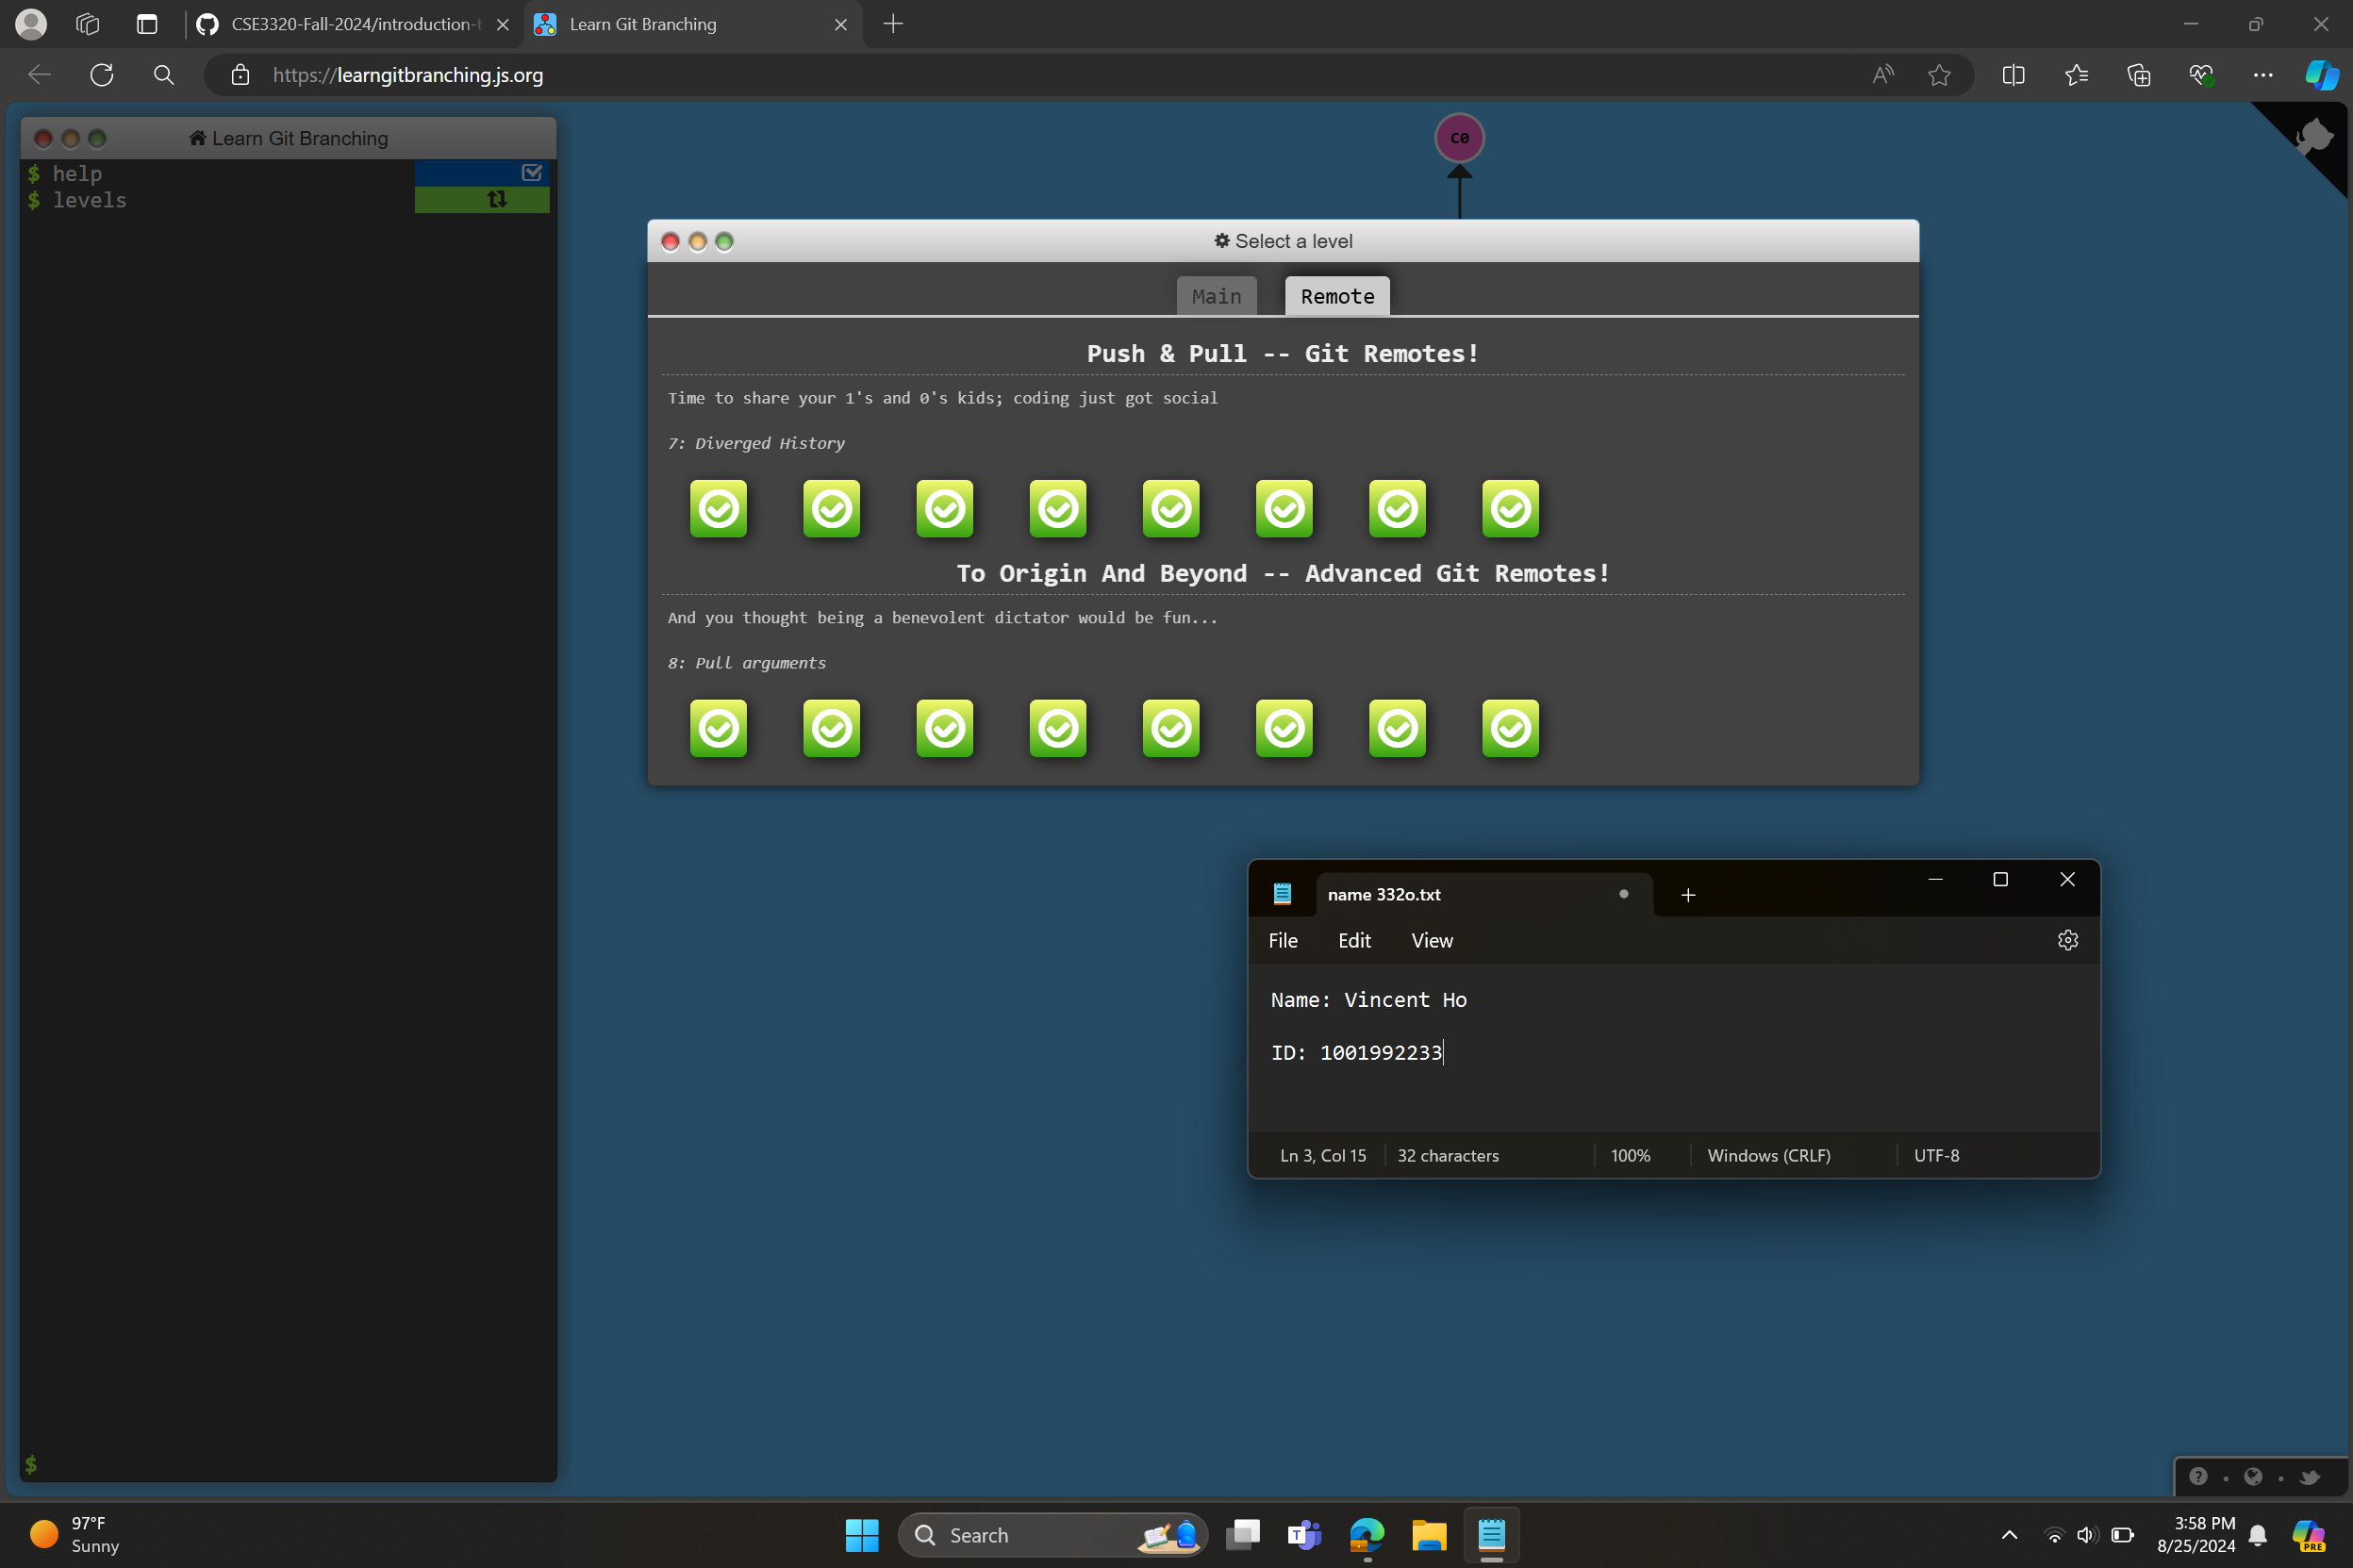 CSE3320-Fall-2024/introduction-t
Learn Git Branching
https://learngitbranching.js.org
Learn Git Branching
$ help
$ levels
$
C0
Select a level
Main
Remote
Push & Pull -- Git Remotes!
Time to share your 1's and 0's kids; coding just got social
7: Diverged History
To Origin And Beyond -- Advanced Git Remotes!
And you thought being a benevolent dictator would be fun...
8: Pull arguments
name 332o.txt
File Edit View
Name: Vincent Ho
ID: 1001992233
Ln 3, Col 15 32 characters 100% Windows (CRLF) UTF-8
97°F
Sunny
Search
T
3:58 PM
8/25/2024
PRE